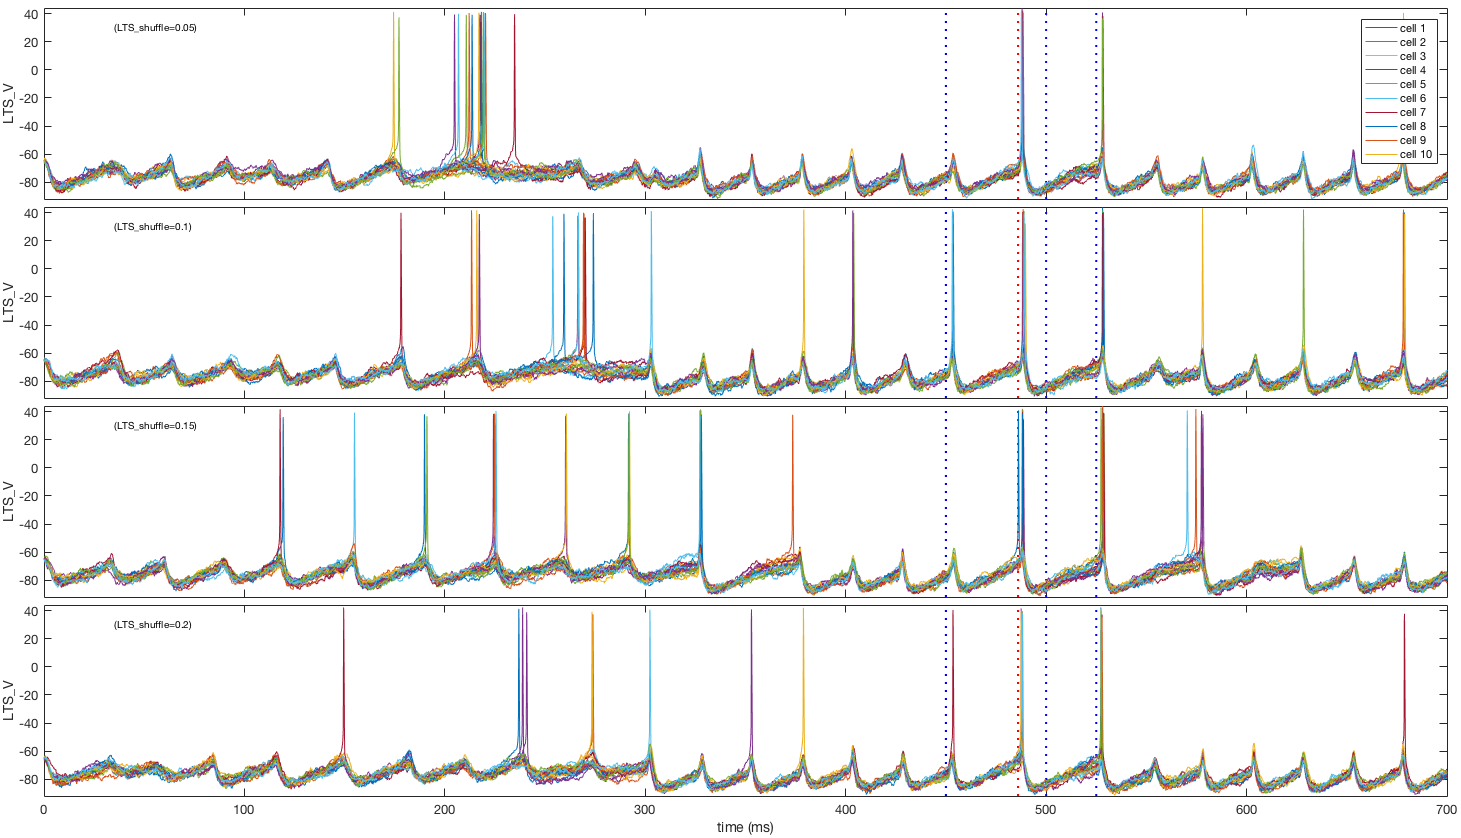 40
20
0
-20
-40
-60
-80
LTS_V
(LTS_shuffle=0.05)
cell 1
cell 2
cell 3
cell 4
cell 5
cell 6
cell 7
cell 8
cell 9
cell 10
40
20
0
-20
-40
-60
-80
LTS_V
(LTS_shuffle=0.1)
40
20
0
-20
-40
-60
-80
LTS_V
(LTS_shuffle=0.15)
40
20
0
-20
-40
-60
-80
LTS_V
(LTS_shuffle=0.2)
0 100 200 300 400 500 600 700
time (ms)